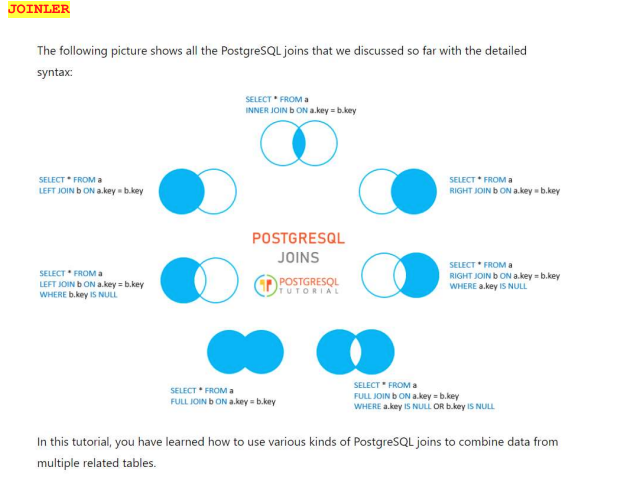 JOINLER
The following picture shows all the PostgreSQL joins that we discussed so far with the detailed
syntax:
SELECT * FROM a
INNER JOIN b ON a.key = b.key
SELECT * FROM a
LEFT JOIN b ON a.key = b.key
SELECT * FROM a
RIGHT JOIN b ON a.key = b.key
POSTGRESQL
JOINS
POSTGRESQL
TUTORIAL
SELECT * FROM a
LEFT JOIN b ON a.key = b.key
WHERE b.key IS NULL
SELECT * FROM a
RIGHT JOIN b ON a.key = b.key
WHERE a.key IS NULL
SELECT * FROM a
FULL JOIN b ON a.key = b.key
SELECT * FROM a
FULL JOIN b ON a.key = b.key
WHERE a.key IS NULL OR b.key IS NULL
In this tutorial, you have learned how to use various kinds of PostgreSQL joins to combine data from
multiple related tables.